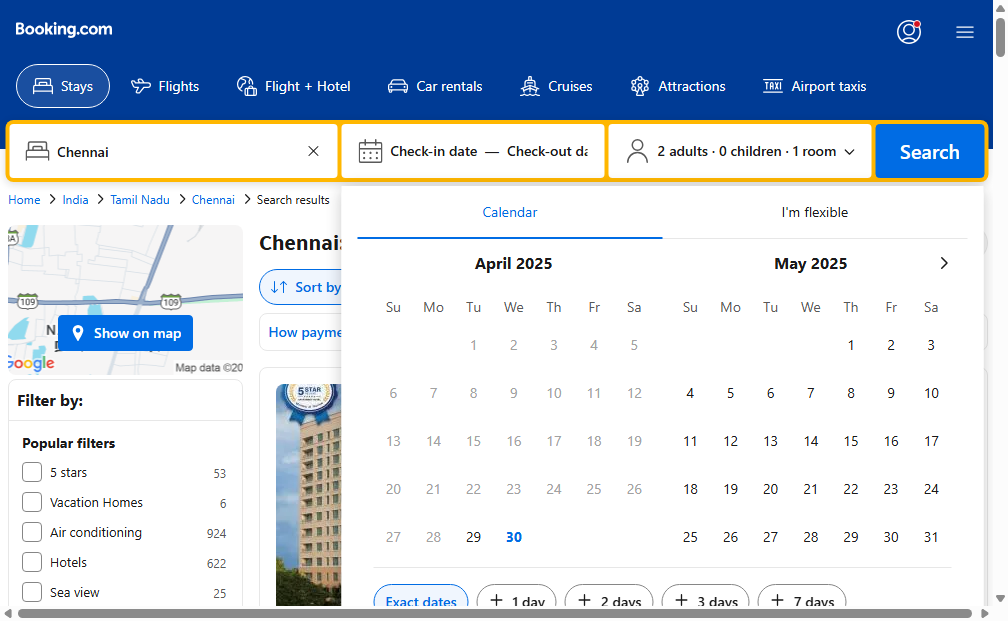 Booking.com
Stays
Flights
Flight + Hotel
Car rentals
Cruises
Attractions
TAXI
Airport taxis
Chennai
Check-in date — Check-out da
2 adults · 0 children · 1 room
Search
Home > India > Tamil Nadu > Chennai > Search results
109
109
N
Show on map
Google
Map data ©20
Filter by:
Popular filters
5 stars 53
Vacation Homes 6
Air conditioning 924
Hotels 622
Sea view 25
Chennai:
Sort by
How payme
5 STAR
Calendar
I'm flexible
April 2025
Su Mo Tu We Th Fr Sa
1 2 3 4 5
6 7 8 9 10 11 12
13 14 15 16 17 18 19
20 21 22 23 24 25 26
27 28 29 30
May 2025
Su Mo Tu We Th Fr Sa
1 2 3
4 5 6 7 8 9 10
11 12 13 14 15 16 17
18 19 20 21 22 23 24
25 26 27 28 29 30 31
Exact dates
+ 1 day
+ 2 days
+ 3 days
+ 7 days